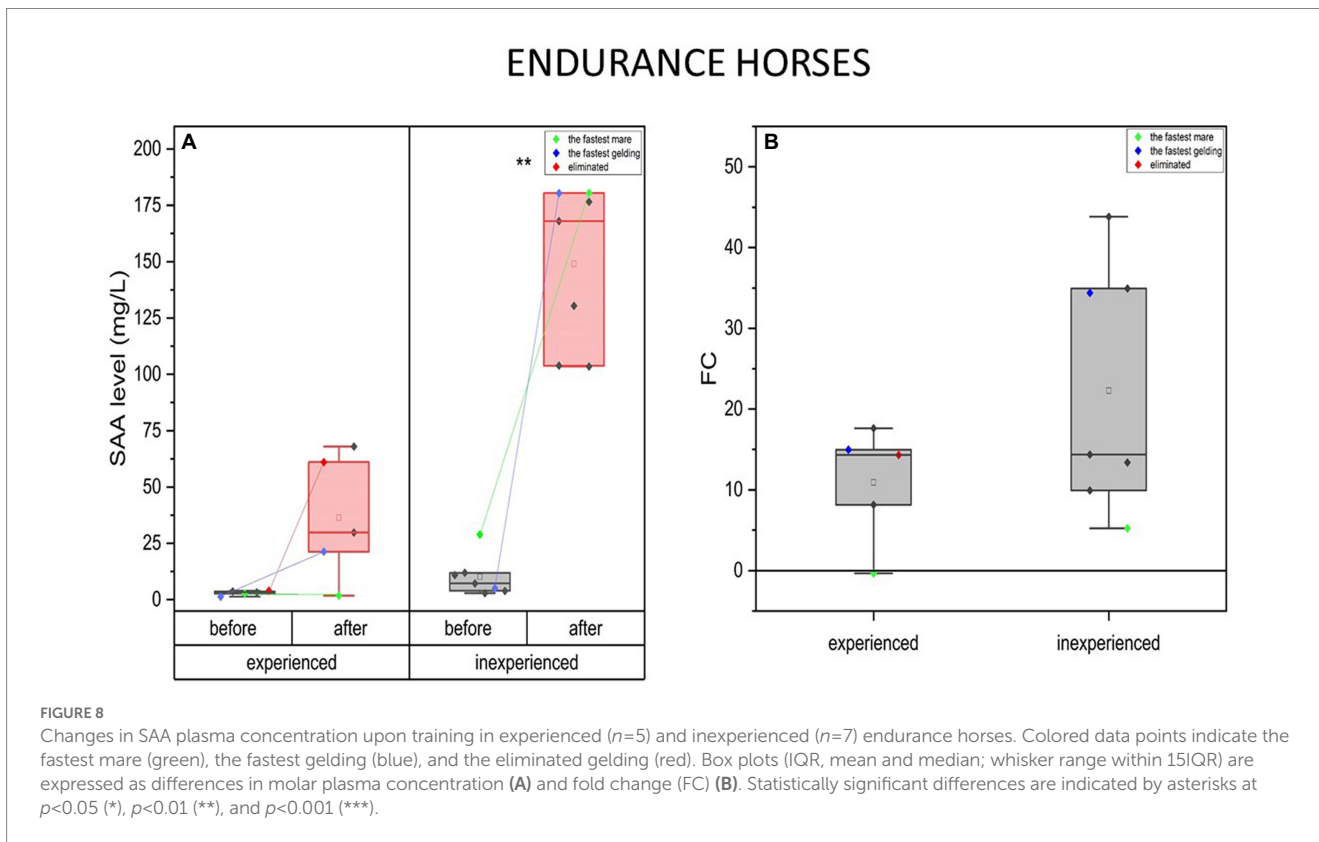 ENDURANCE HORSES
A
the fastest mare
the fastest gelding
eliminated
**
200
175
150
125
100
75
50
25
0
SAA level (mg/L)
before
after
before
after
experienced
inexperienced
B
the fastest mare
the fastest gelding
eliminated
50
40
30
20
10
0
FC
experienced
inexperienced
FIGURE 8
Changes in SAA plasma concentration upon training in experienced (n=5) and inexperienced (n=7) endurance horses. Colored data points indicate the
fastest mare (green), the fastest gelding (blue), and the eliminated gelding (red). Box plots (IQR, mean and median; whisker range within 15IQR) are
expressed as differences in molar plasma concentration (A) and fold change (FC) (B). Statistically significant differences are indicated by asterisks at
p<0.05 (*), p<0.01 (**), and p<0.001 (***).